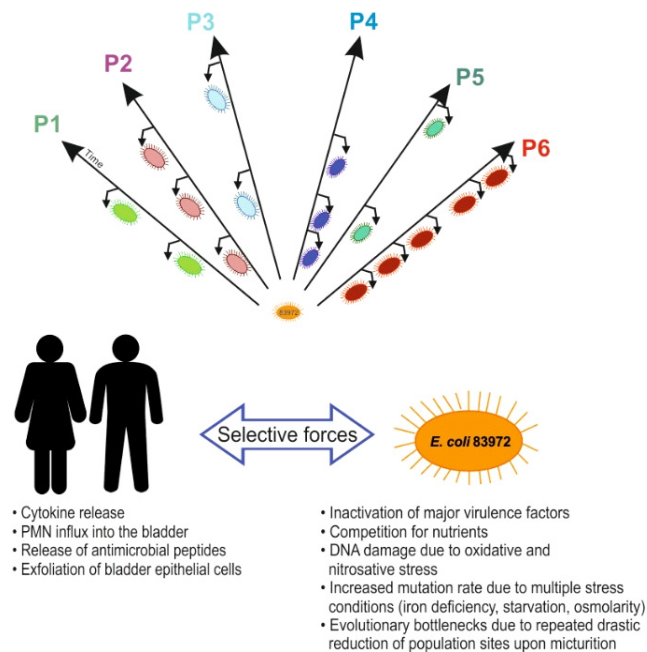 P3
P4
P2
P5
P1
Time
P6
83972
Selective forces
E. coli 83972
• Cytokine release
• PMN influx into the bladder
• Release of antimicrobial peptides
• Exfoliation of bladder epithelial cells
• Inactivation of major virulence factors
• Competition for nutrients
• DNA damage due to oxidative and
nitrosative stress
• Increased mutation rate due to multiple stress
conditions (iron deficiency, starvation, osmolarity)
• Evolutionary bottlenecks due to repeated drastic
reduction of population sites upon micturition